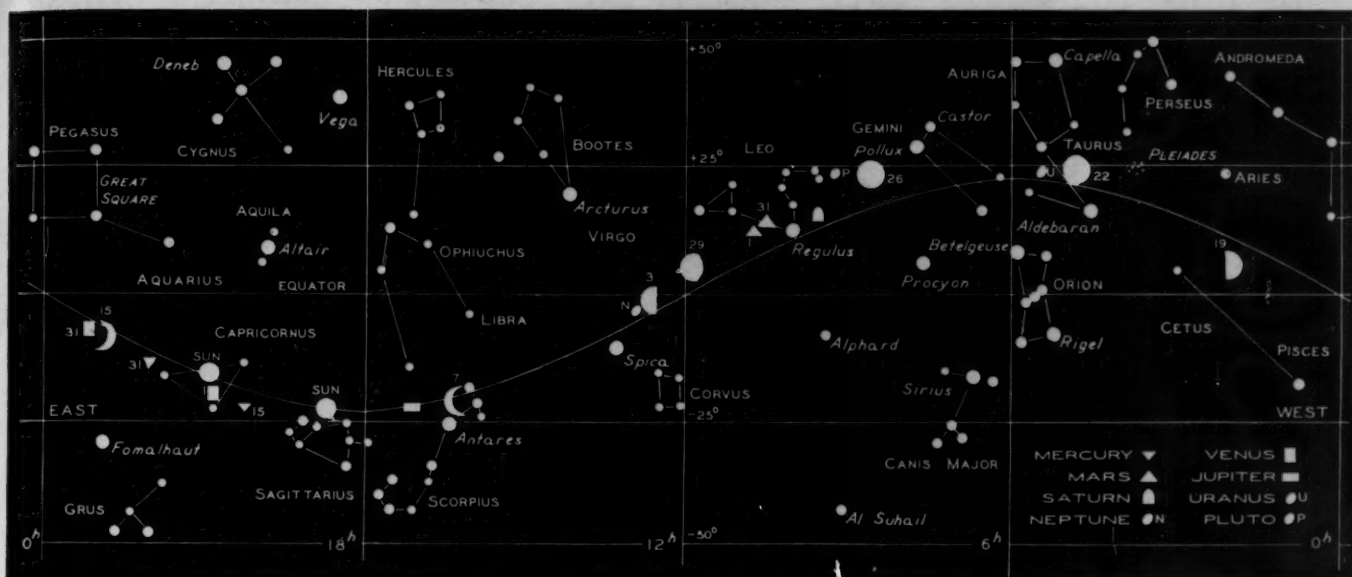 Deneb
HERCULES
+50°
AURIGA
Capella
ANDROMEDA
PERSEUS
Vega
PEGASUS
CYGNUS
BOOTES
LEO
GEMINI
Castor
Pollux
TAURUS
PLEIADES
+25°
P
26
U
22
ARIES
GREAT
SQUARE
AQUILA
Altair
Arcturus
VIRGO
31
1
Regulus
Aldebaran
OPHIUCHUS
29
Betelgeuse
19
AQUARIUS
EQUATOR
3
Procyon
ORION
N
15
31
LIBRA
CETUS
CAPRICORNUS
Spica
Alphard
Rigel
PISCES
SUN
31
7
Sirius
CORVUS
SUN
15
EAST
-25°
WEST
Fomalhaut
Antares
CANIS MAJOR
MERCURY
VENUS
MARS
JUPITER
SATURN
URANUS U
NEPTUNE N
PLUTO P
SAGITTARIUS
SCORPIUS
GRUS
Al Suhail
0h
18h
12h
-50°
6h
0h